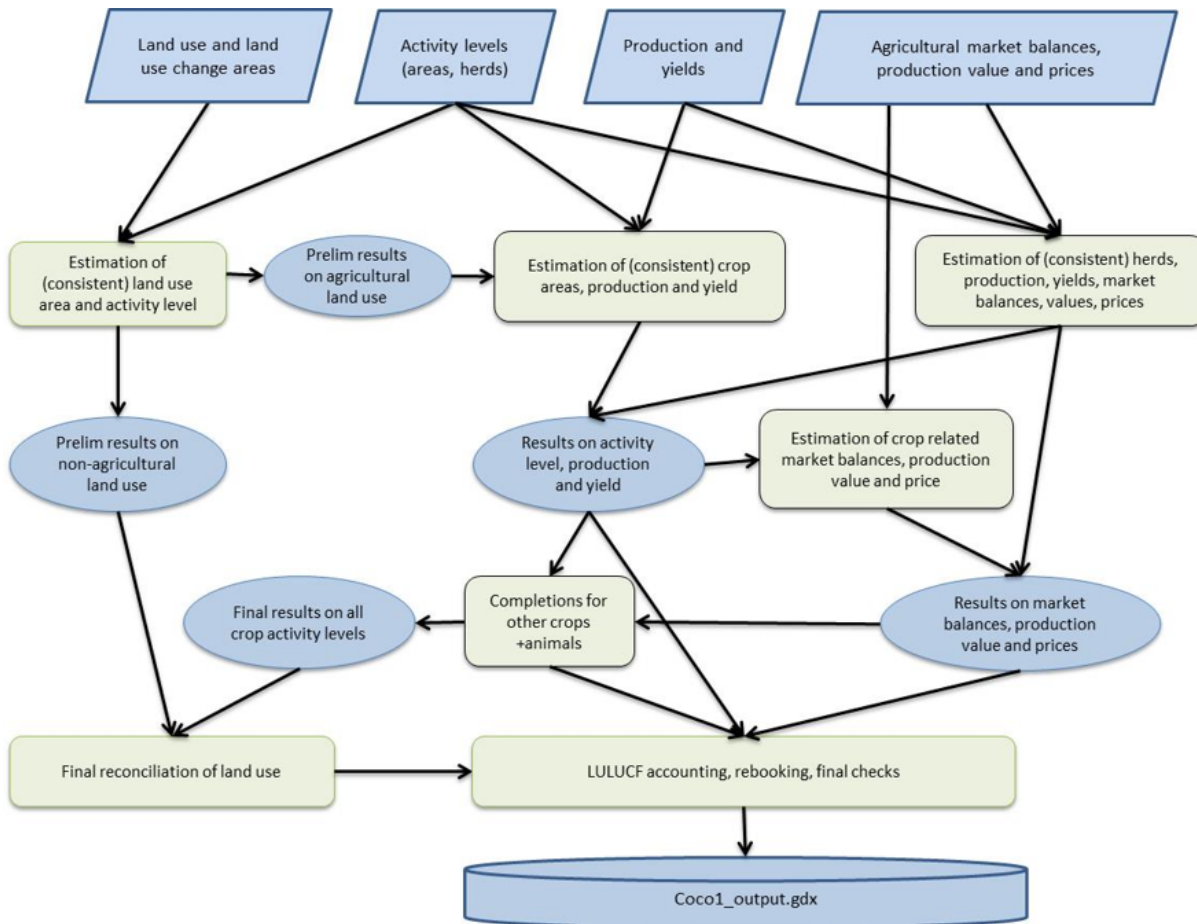 Land use and land
use change areas
Activity levels
(areas, herds)
Production and
yields
Agricultural market balances,
production value and prices
Estimation of
(consistent) land use
area and activity level
Prelim results
on agricultural
land use
Estimation of (consistent) crop
areas, production and yield
Estimation of (consistent) herds,
production, yields, market
balances, values, prices
Prelim results on
non-agricultural
land use
Results on activity
level, production
and yield
Estimation of crop related
market balances, production
value and price
Final results on all
crop activity levels
Completions for
other crops
+animals
Results on market
balances, production
value and prices
Final reconciliation of land use
LULUCF accounting, rebooking, final checks
Coco1_output.gdx